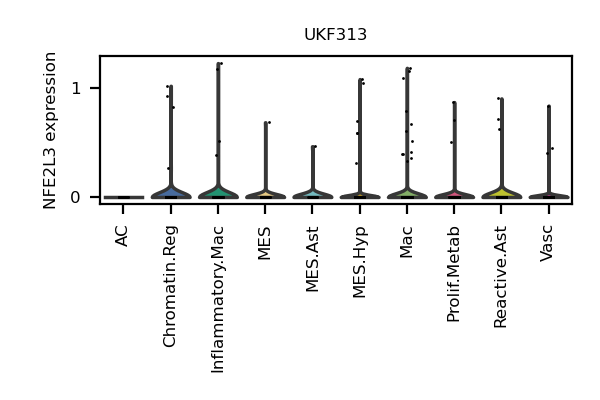 UKF313
NFE2L3 expression
1
0
AC
Chromatin.Reg
Inflammatory.Mac
MES
MES.Ast
MES.Hyp
Mac
Prolif.Metab
Reactive.Ast
Vasc